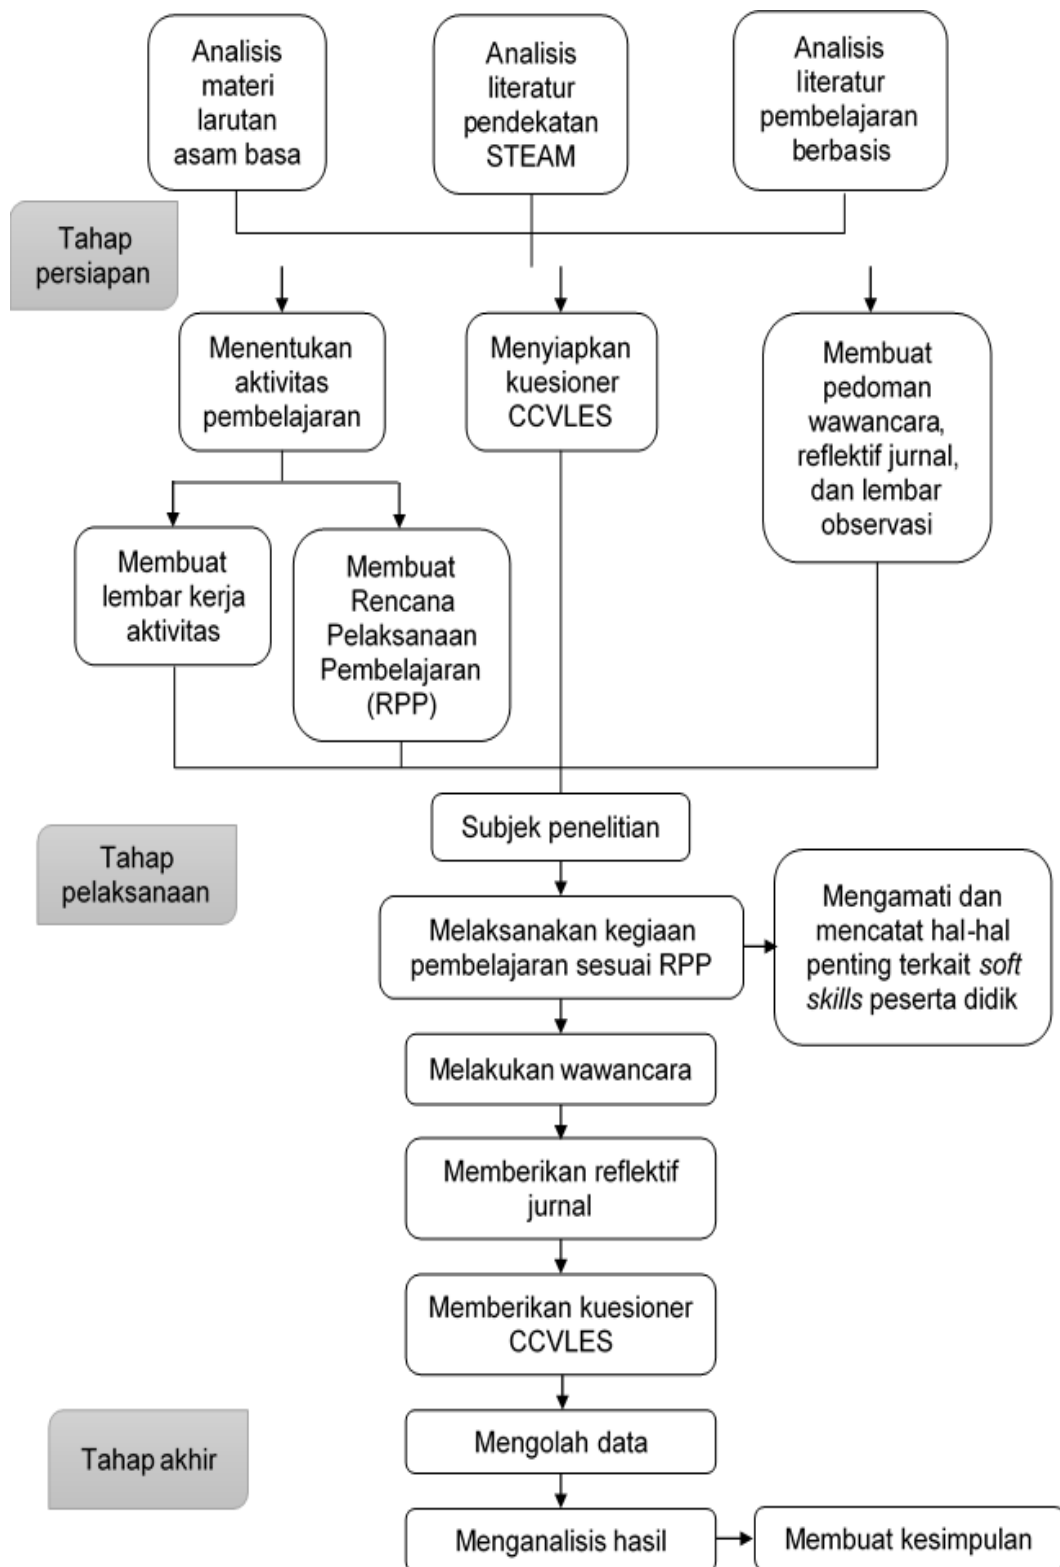 Analisis
materi
larutan
asam basa
Analisis
literatur
pendekatan
STEAM
Analisis
literatur
pembelajaran
berbasis
Tahap
persiapan
Menentukan
aktivitas
pembelajaran
Menyiapkan
kuesioner
CCVLES
Membuat
pedoman
wawancara,
reflektif jurnal,
dan lembar
observasi
Membuat
lembar kerja
aktivitas
Membuat
Rencana
Pelaksanaan
Pembelajaran
(RPP)
Subjek penelitian
Tahap
pelaksanaan
Melaksanakan kegiaan
pembelajaran sesuai RPP
Mengamati dan
mencatat hal-hal
penting terkait soft
skills peserta didik
Melakukan wawancara
Memberikan reflektif
jurnal
Memberikan kuesioner
CCVLES
Tahap akhir
Mengolah data
Menganalisis hasil
Membuat kesimpulan